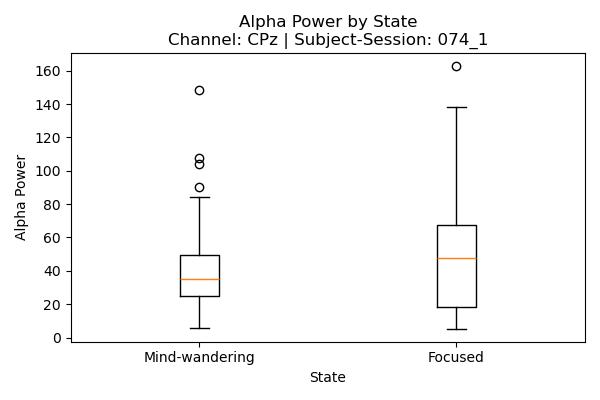 Alpha Power by State
Channel: CPz | Subject-Session: 074_1
Alpha Power
160
140
120
100
80
60
40
20
0
Mind-wandering
Focused
State